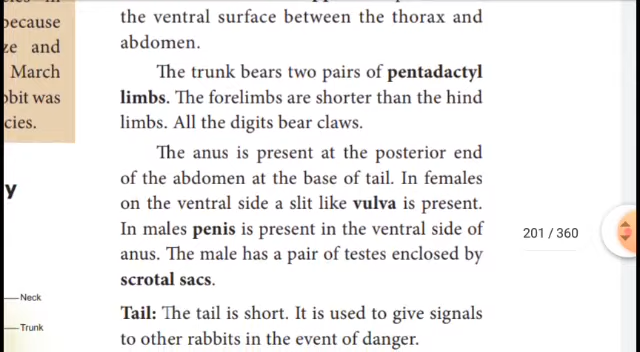 because
ze and
March
bbit was
cies.
y
Neck
Trunk
the ventral surface between the thorax and
abdomen.
The trunk bears two pairs of pentadactyl
limbs. The forelimbs are shorter than the hind
limbs. All the digits bear claws.
The anus is present at the posterior end
of the abdomen at the base of tail. In females
on the ventral side a slit like vulva is present.
In males penis is present in the ventral side of
anus. The male has a pair of testes enclosed by
scrotal sacs.
Tail: The tail is short. It is used to give signals
to other rabbits in the event of danger.
201 / 360